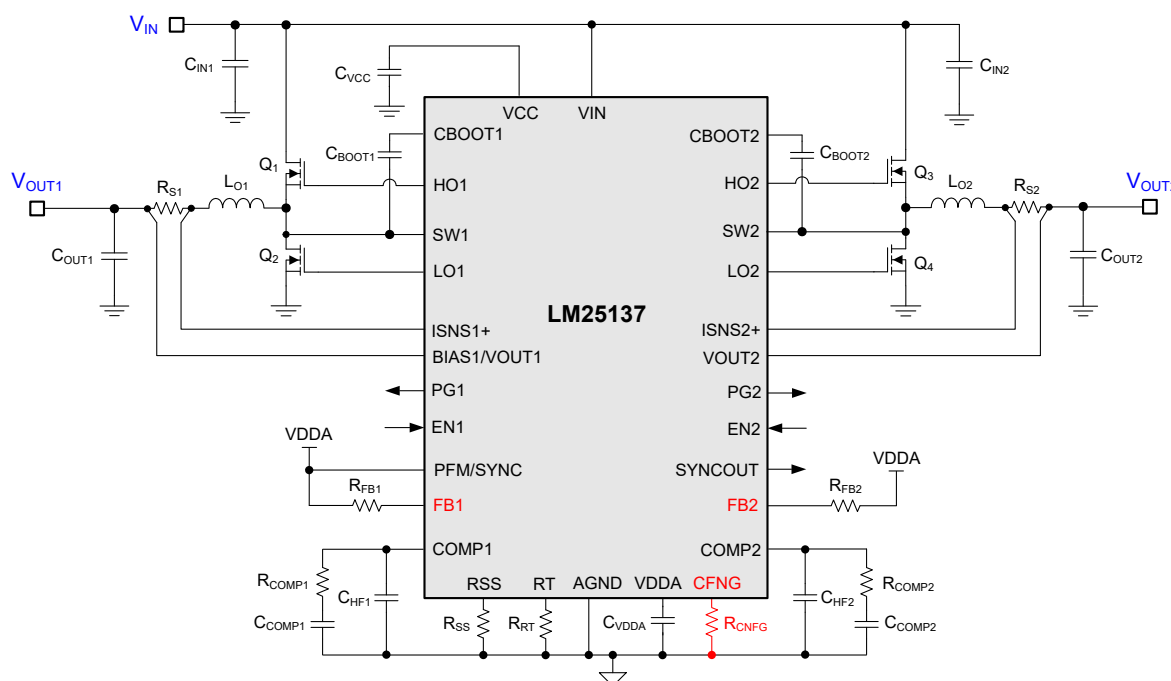 VIN
CIN1
CVCC
CIN2
VCC
VIN
CBOOT1
CBOOT2
CBOOT1
CBOOT2
Q1
Q3
HO1
HO2
VOUT1
RS1
LO1
LO2
RS2
VOUT
SW1
SW2
COUT1
Q2
LO1
LO2
Q4
COUT2
LM25137
ISNS1+
ISNS2+
BIAS1/VOUT1
VOUT2
PG1
PG2
EN1
EN2
VDDA
VDDA
PFM/SYNC
SYNCOUT
RFB1
RFB2
FB1
FB2
COMP1
COMP2
RSS
RT
AGND
VDDA
CFNG
RCOMP1
CHF1
CCOMP1
RSS
RRT
CVDDA
RCNFG
CHF2
RCOMP2
CCOMP2